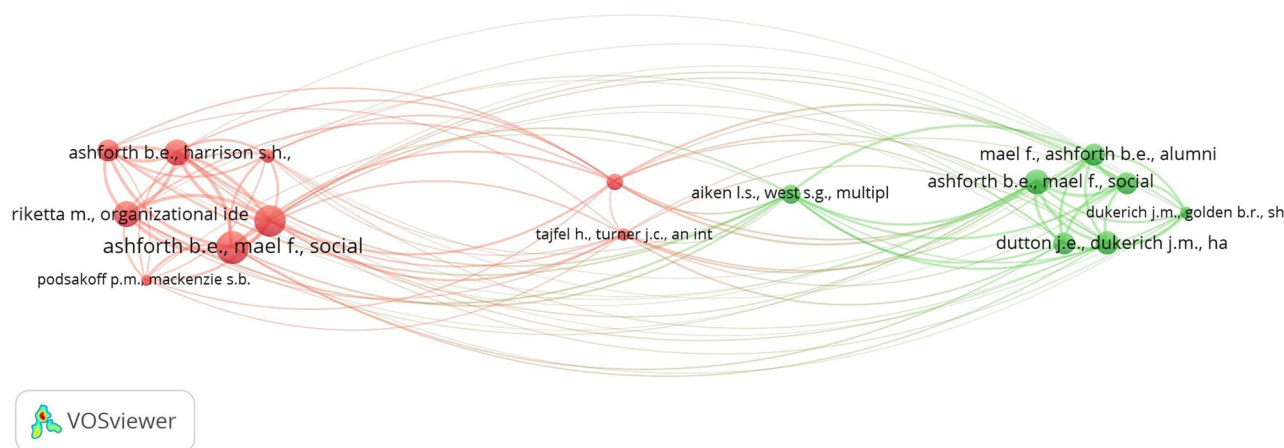 ashforth b.e., harrison s.h.,
riketta m., organizational ide
ashforth b.e., mael f., social
podsakoff p.m., mackenzie s.b.
tajfel h., turner j.c., an int
aiken l.s., west s.g., multipl
mael f., ashforth b.e., alumni
ashforth b.e., mael f., social
dukerich j.m., golden b.r., sh
dutton j.e., dukerich j.m., ha
VOSviewer